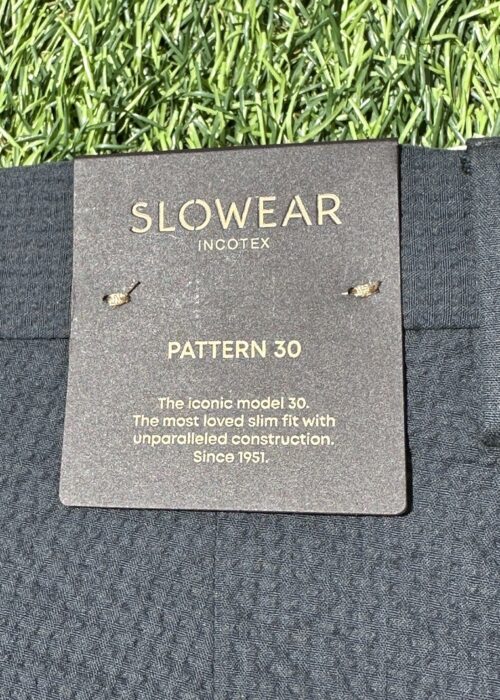 SLOWEAR
INCOTEX
PATTERN 30
The iconic model 30.
The most loved slim fit with
unparalleled construction.
Since 1951.